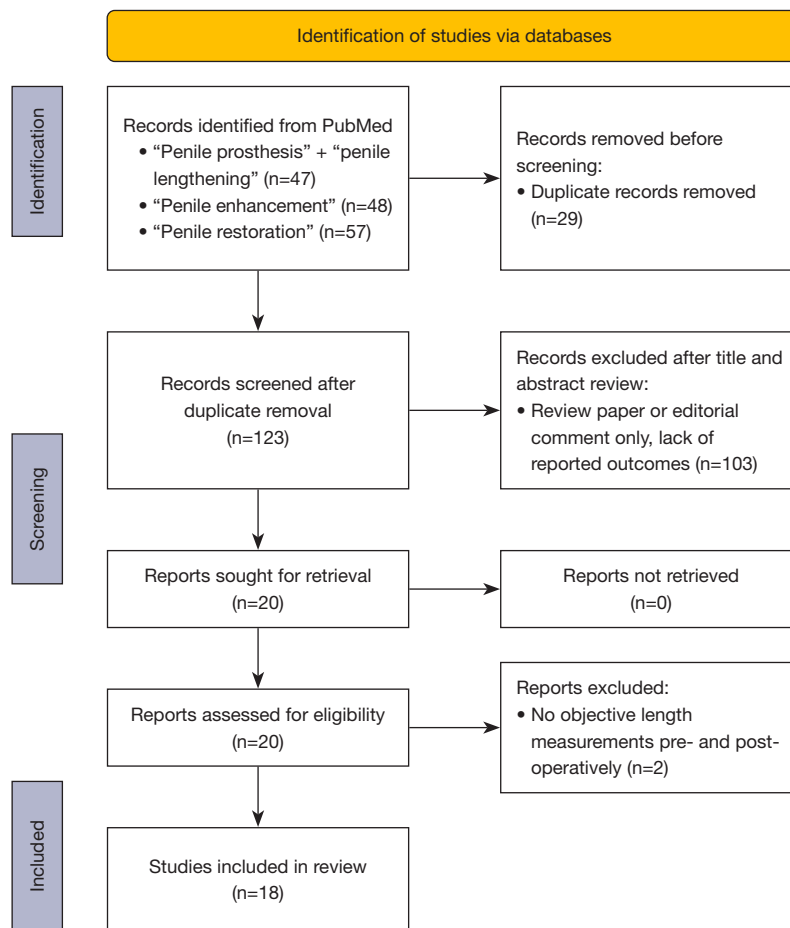 Identification of studies via databases
Identification
Records identified from PubMed
• “Penile prosthesis” + “penile
lengthening” (n=47)
• “Penile enhancement” (n=48)
• “Penile restoration” (n=57)
Records removed before
screening:
• Duplicate records removed
(n=29)
Screening
Records screened after
duplicate removal
(n=123)
Records excluded after title and
abstract review:
• Review paper or editorial
comment only, lack of
reported outcomes (n=103)
Reports sought for retrieval
(n=20)
Reports not retrieved
(n=0)
Reports assessed for eligibility
(n=20)
Reports excluded:
• No objective length
measurements pre- and post-
operatively (n=2)
Included
Studies included in review
(n=18)